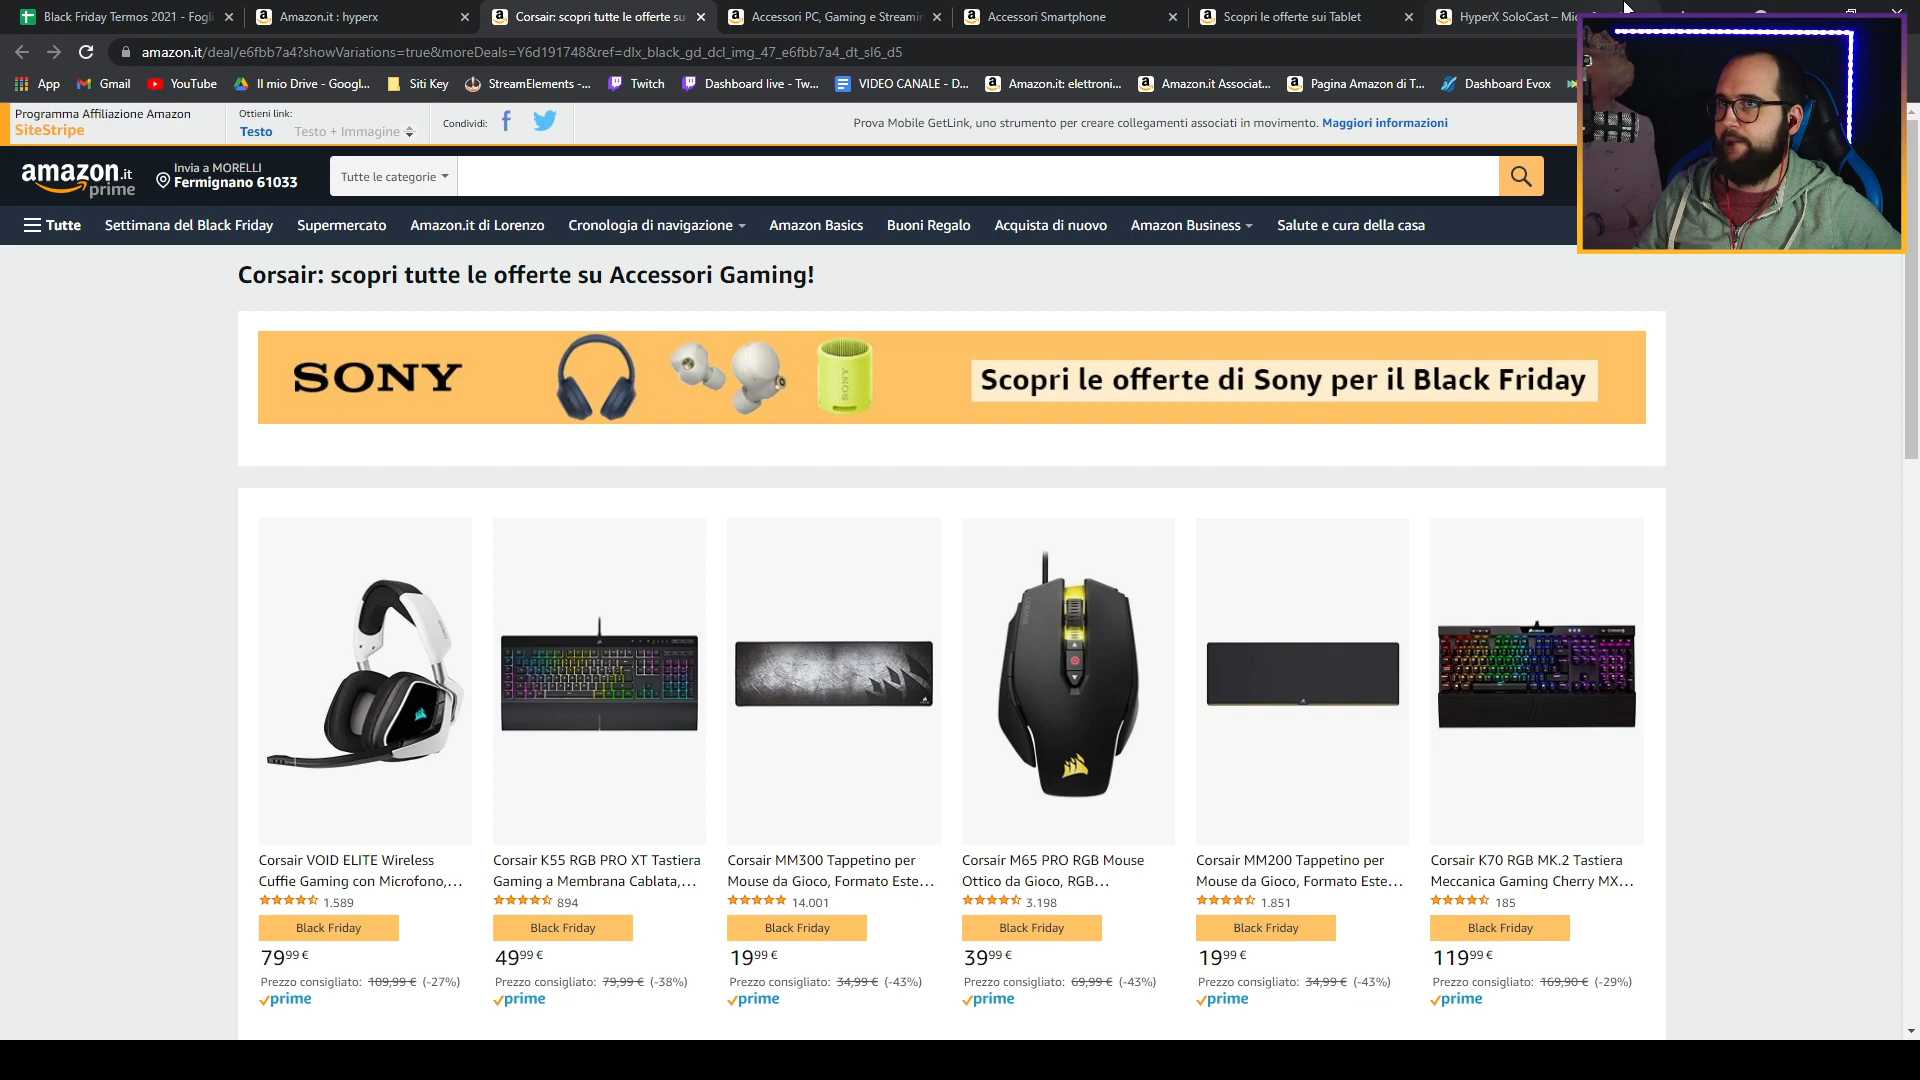 Black Friday Termos 2021 - Fogli
Amazon.it : hyperx
Corsair: scopri tutte le offerte su
Accessori PC, Gaming e Streamin
Accessori Smartphone
Scopri le offerte sui Tablet
HyperX SoloCast –
amazon.it/deal/e6fbb7a4?showVariations=true&moreDeals=Y6d191748&ref=dlx_black_gd_dcl_img_47_e6fbb7a4_dt_sl6_d5
App
Gmail
YouTube
Il mio Drive - Googl...
Siti Key
StreamElements -...
Twitch
Dashboard live - Tw...
VIDEO CANALE - D...
Amazon.it: elettroni...
Amazon.it Associat...
Pagina Amazon di T...
Dashboard Evox
Programma Affiliazione Amazon
SiteStripe
Ottieni link:
Testo
Testo + Immagine
Condividi:
Prova Mobile GetLink, uno strumento per creare collegamenti associati in movimento. Maggiori informazioni
amazon.it
prime
Invia a MORELLI
Fermignano 61033
Tutte le categorie
Tutte
Settimana del Black Friday
Supermercato
Amazon.it di Lorenzo
Cronologia di navigazione
Amazon Basics
Buoni Regalo
Acquista di nuovo
Amazon Business
Salute e cura della casa
Corsair: scopri tutte le offerte su Accessori Gaming!
SONY
SONY
Scopri le offerte di Sony per il Black Friday
Corsair VOID ELITE Wireless
Cuffie Gaming con Microfono,...
1.589
Black Friday
79,99 €
Prezzo consigliato: 109,99 € (-27%)
prime
Corsair K55 RGB PRO XT Tastiera
Gaming a Membrana Cablata,...
894
Black Friday
49,99 €
Prezzo consigliato: 79,99 € (-38%)
prime
Corsair MM300 Tappetino per
Mouse da Gioco, Formato Este...
14.001
Black Friday
19,99 €
Prezzo consigliato: 34,99 € (-43%)
prime
Corsair M65 PRO RGB Mouse
Ottico da Gioco, RGB...
3.198
Black Friday
39,99 €
Prezzo consigliato: 69,99 € (-43%)
prime
Corsair MM200 Tappetino per
Mouse da Gioco, Formato Este...
1.851
Black Friday
19,99 €
Prezzo consigliato: 34,99 € (-43%)
prime
Corsair K70 RGB MK.2 Tastiera
Meccanica Gaming Cherry MX...
185
Black Friday
119,99 €
Prezzo consigliato: 169,90 € (-29%)
prime